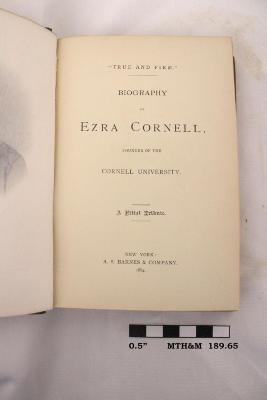 "TRUE AND FIRM."
BIOGRAPHY
OF
EZRA CORNELL,
FOUNDER OF THE
CORNELL UNIVERSITY.
A Filial Tribute.
NEW YORK:
A. S. BARNES & COMPANY.
1884.
0.5" MTH&M 189.65